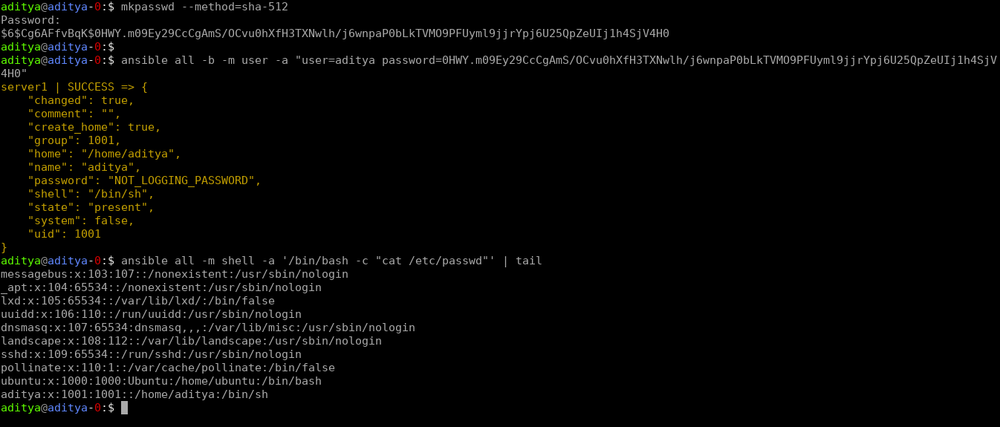 aditya@aditya-0:$ mkpasswd --method=sha-512
Password:
$6$Cg6AFfvBqK$0HWY.m09Ey29CcCgAmS/OCvu0hXfH3TXNwlh/j6wnpaP0bLkTVMO9PFUyml9jjrYpj6U25QpZeUIj1h4SjV4H0
aditya@aditya-0:$
aditya@aditya-0:$ ansible all -b -m user -a "user=aditya password=0HWY.m09Ey29CcCgAmS/OCvu0hXfH3TXNwlh/j6wnpaP0bLkTVMO9PFUyml9jjrYpj6U25QpZeUIj1h4SjV
4H0"
server1 | SUCCESS => {
    "changed": true,
    "comment": "",
    "create_home": true,
    "group": 1001,
    "home": "/home/aditya",
    "name": "aditya",
    "password": "NOT_LOGGING_PASSWORD",
    "shell": "/bin/sh",
    "state": "present",
    "system": false,
    "uid": 1001
}
aditya@aditya-0:$ ansible all -m shell -a '/bin/bash -c "cat /etc/passwd"' | tail
messagebus:x:103:107::/nonexistent:/usr/sbin/nologin
_apt:x:104:65534::/nonexistent:/usr/sbin/nologin
lxd:x:105:65534::/var/lib/lxd/:/bin/false
uuidd:x:106:110::/run/uuidd:/usr/sbin/nologin
dnsmasq:x:107:65534:dnsmasq,,,:/var/lib/misc:/usr/sbin/nologin
landscape:x:108:112::/var/lib/landscape:/usr/sbin/nologin
sshd:x:109:65534::/run/sshd:/usr/sbin/nologin
pollinate:x:110:1::/var/cache/pollinate:/bin/false
ubuntu:x:1000:1000:Ubuntu:/home/ubuntu:/bin/bash
aditya:x:1001:1001::/home/aditya:/bin/sh
aditya@aditya-0:$